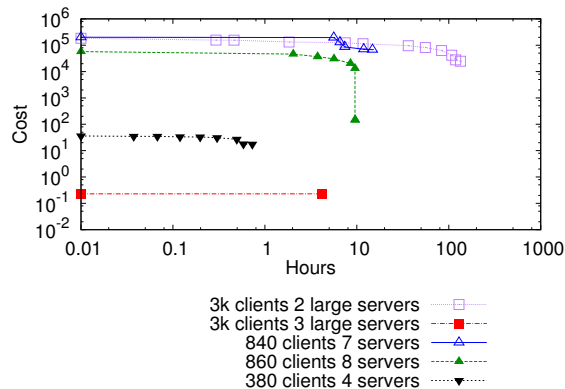 10^6
10^5
10^4
10^3
10^2
10^1
10^0
10^-1
10^-2
Cost
0.01 0.1 1 10 100 1000
Hours
3k clients 2 large servers
3k clients 3 large servers
840 clients 7 servers
860 clients 8 servers
380 clients 4 servers